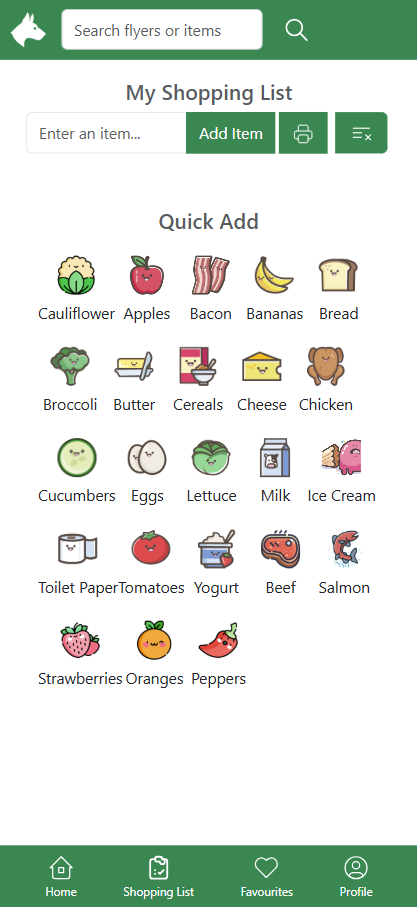 Search flyers or items
My Shopping List
Enter an item...
Add Item
Quick Add
Cauliflower Apples Bacon Bananas Bread
Broccoli Butter Cereals Cheese Chicken
Cucumbers Eggs Lettuce Milk Ice Cream
Toilet Paper Tomatoes Yogurt Beef Salmon
Strawberries Oranges Peppers
Home Shopping List Favourites Profile